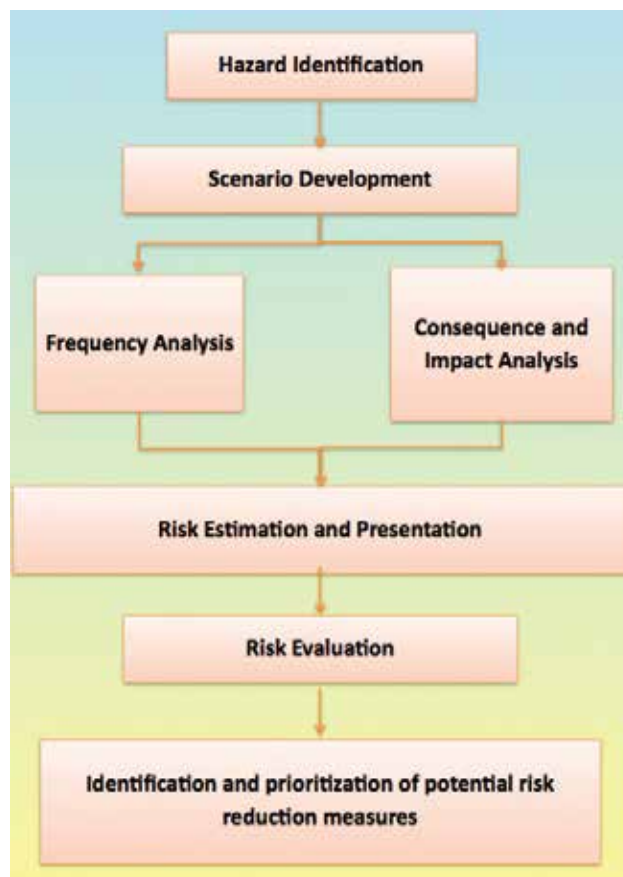 Hazard Identification
Scenario Development
Frequency Analysis
Consequence and
Impact Analysis
Risk Estimation and Presentation
Risk Evaluation
Identification and prioritization of potential risk
reduction measures